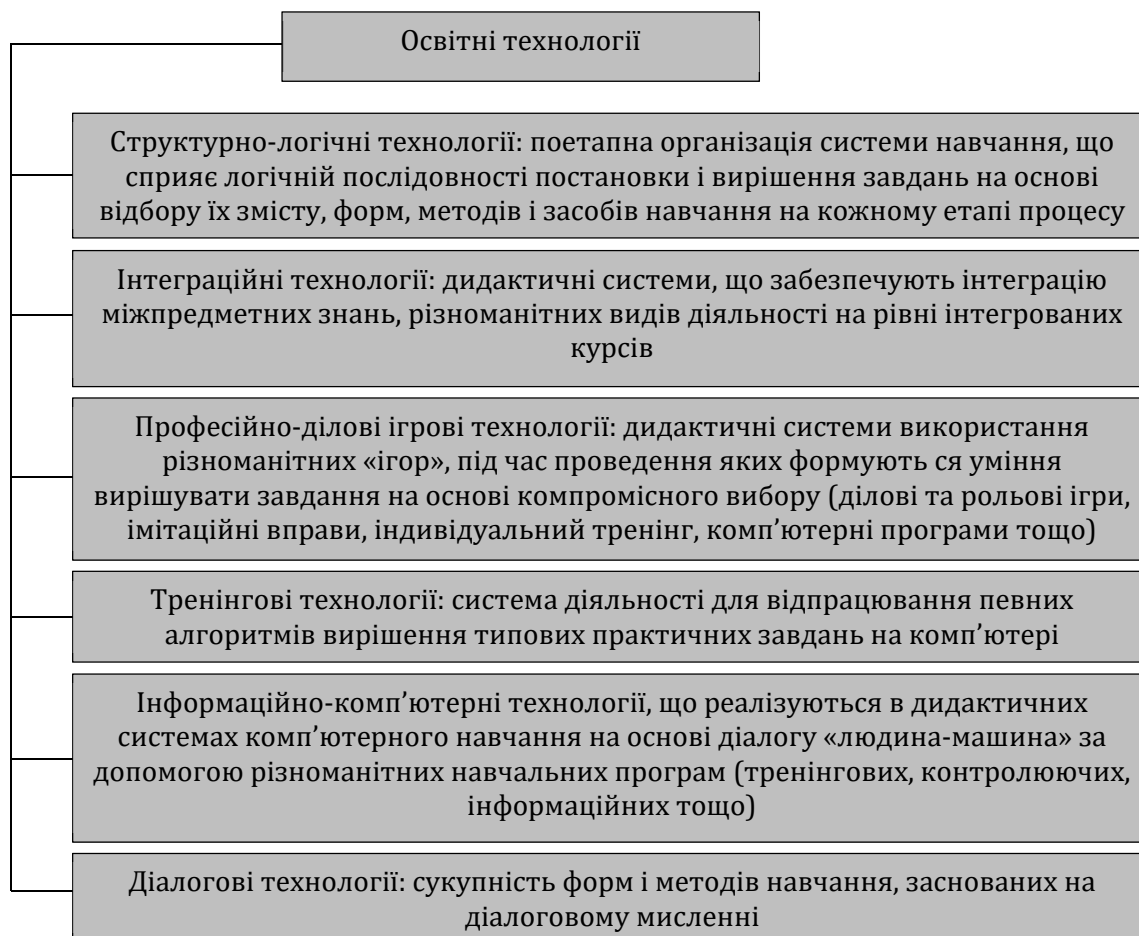 Освітні технології
Структурно-логічні технології: поетапна організація системи навчання, що
сприяє логічній послідовності постановки і вирішення завдань на основі
відбору їх змісту, форм, методів і засобів навчання на кожному етапі процесу
Інтеграційні технології: дидактичні системи, що забезпечують інтеграцію
міжпредметних знань, різноманітних видів діяльності на рівні інтегрованих
курсів
Професійно-ділові ігрові технології: дидактичні системи використання
різноманітних «ігор», під час проведення яких формують ся уміння
вирішувати завдання на основі компромісного вибору (ділові та рольові ігри,
імітаційні вправи, індивідуальний тренінг, комп’ютерні програми тощо)
Тренінгові технології: система діяльності для відпрацювання певних
алгоритмів вирішення типових практичних завдань на комп’ютері
Інформаційно-комп’ютерні технології, що реалізуються в дидактичних
системах комп’ютерного навчання на основі діалогу «людина-машина» за
допомогою різноманітних навчальних програм (тренінгових, контролюючих,
інформаційних тощо)
Діалогові технології: сукупність форм і методів навчання, заснованих на
діалоговому мисленні